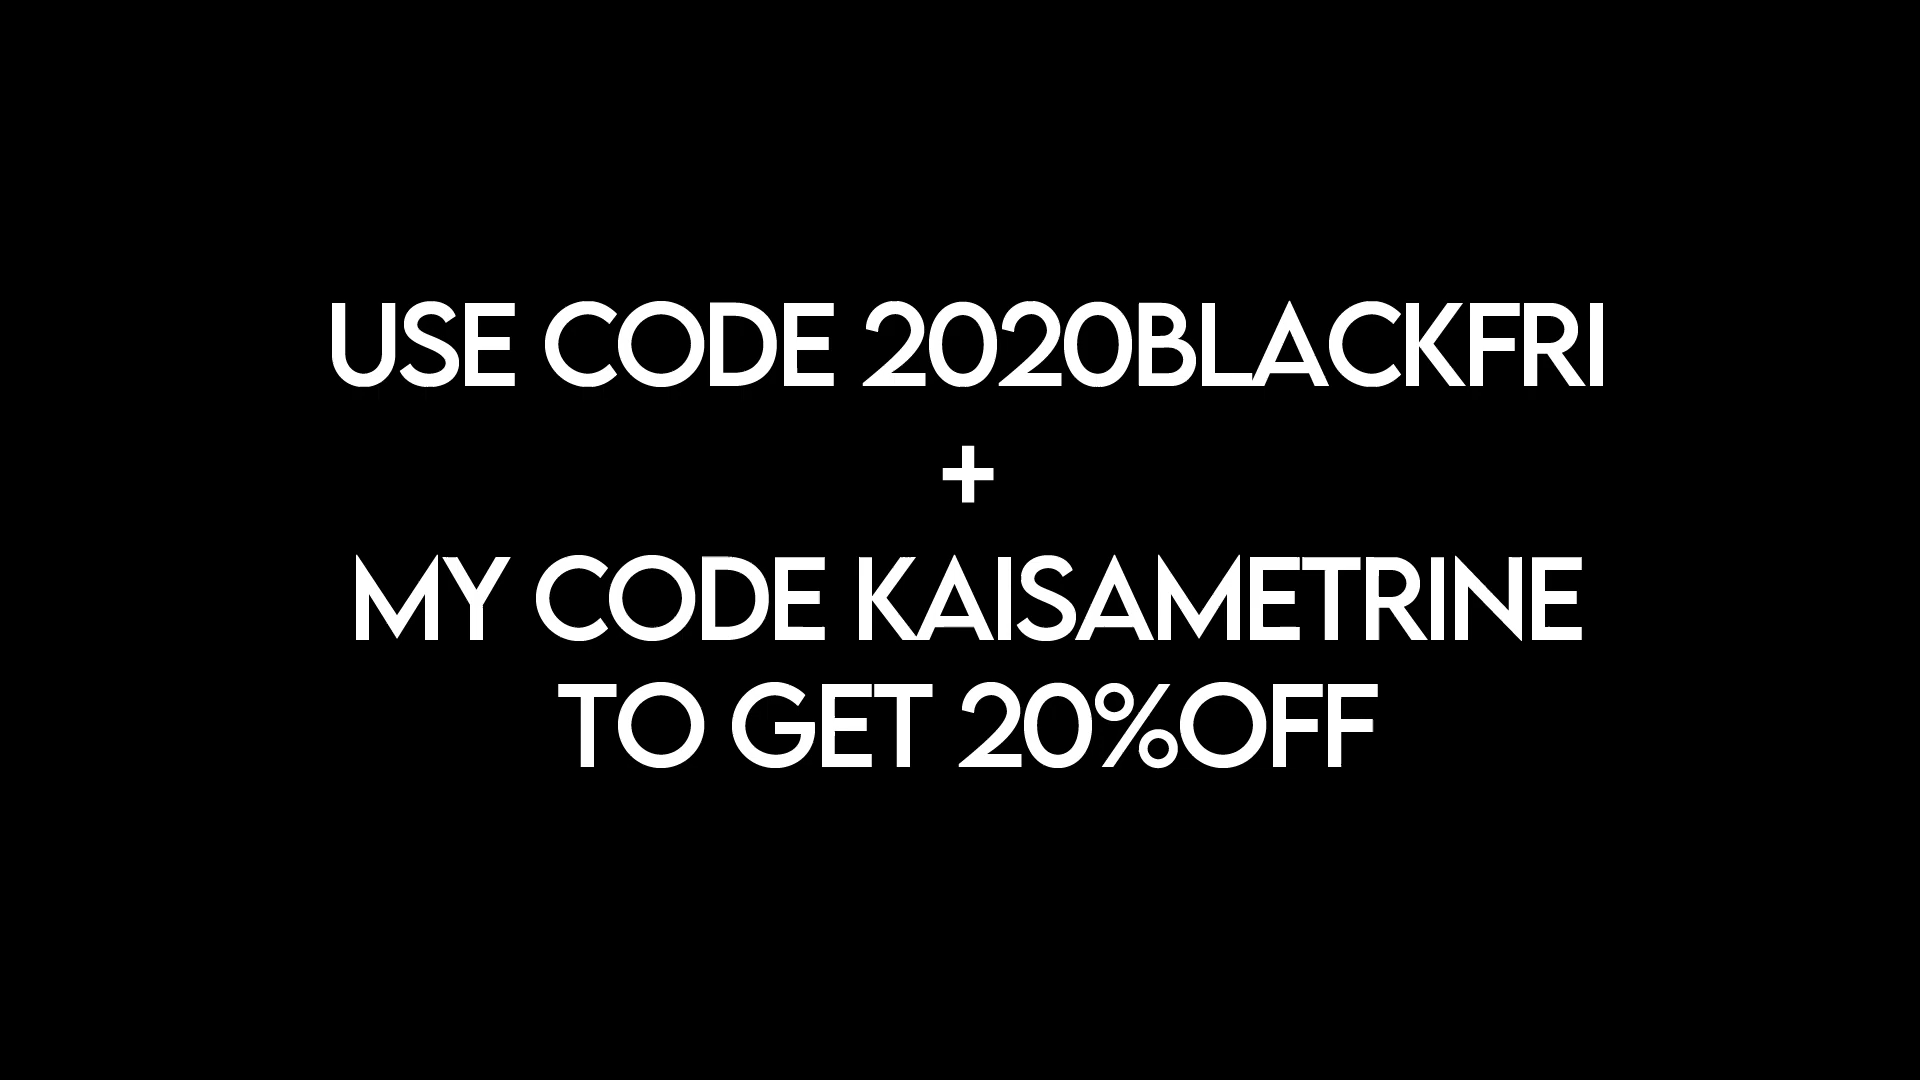 USE CODE 2020BLACKFRI
+
MY CODE KAISAMETRINE
TO GET 20%OFF